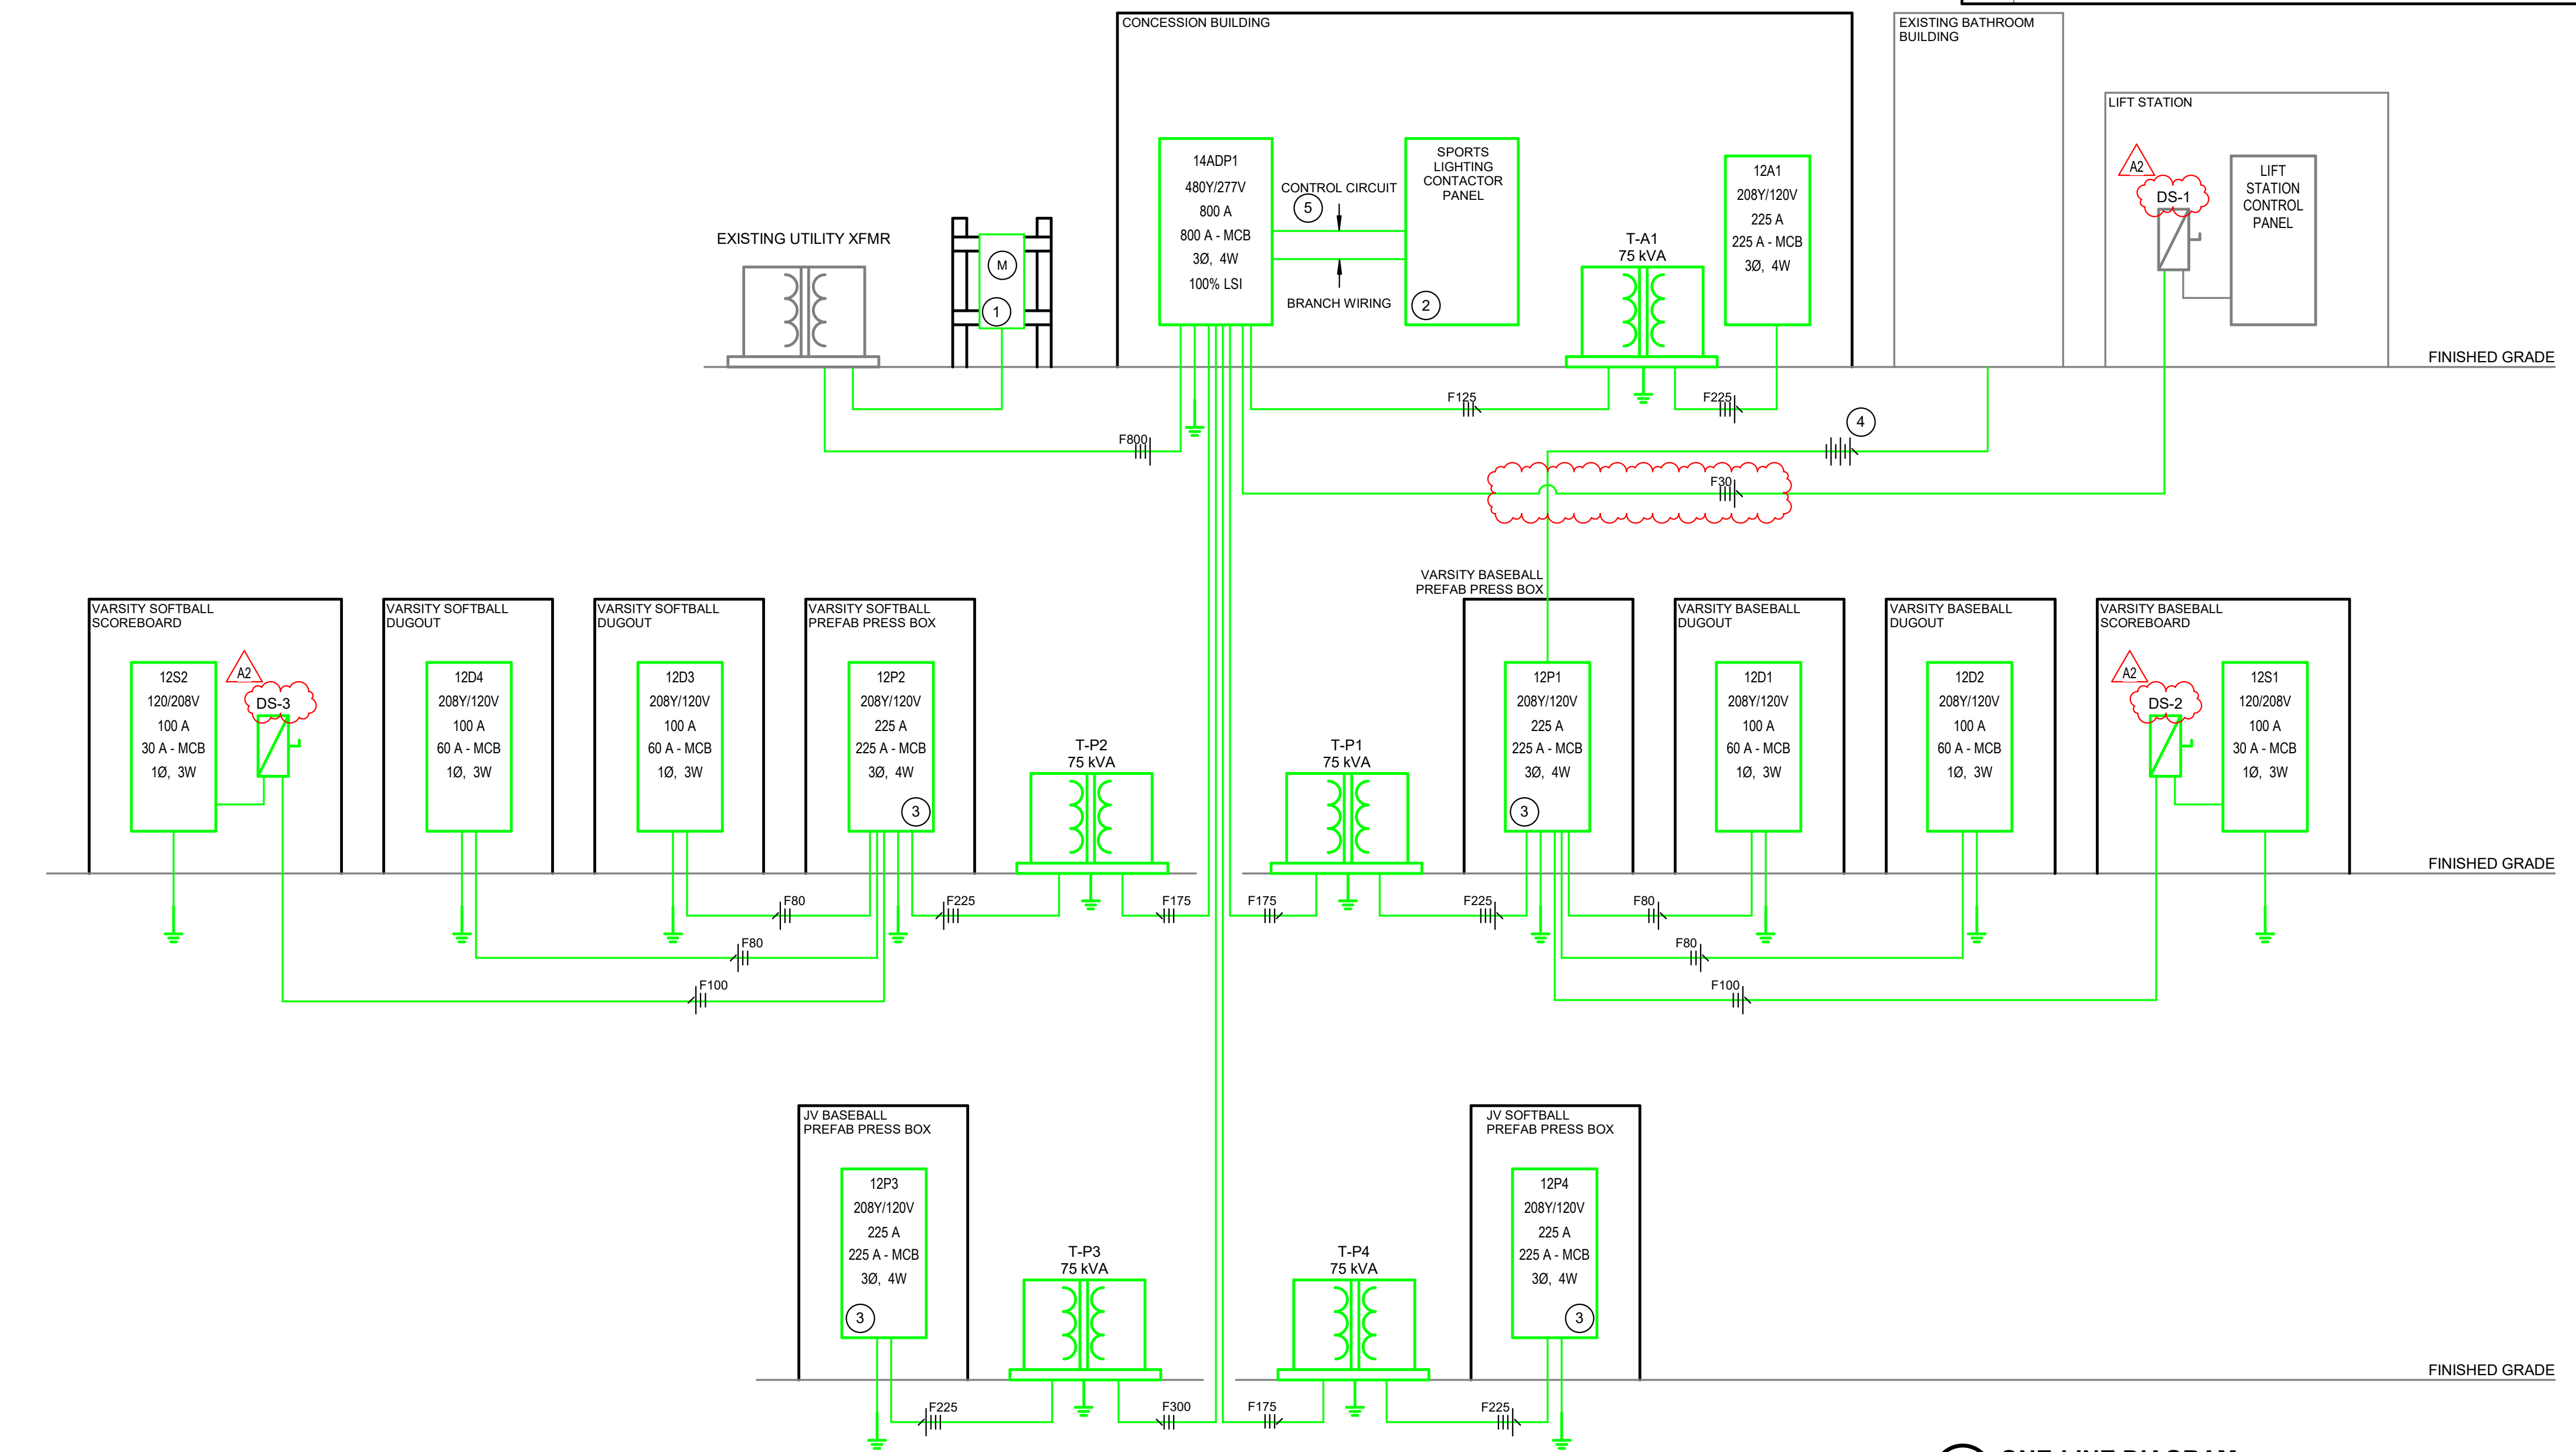 CONCESSION BUILDING
EXISTING BATHROOM
BUILDING
LIFT STATION
14ADP1
480Y/277V
800 A
800 A - MCB
3Ø, 4W
100% LSI
CONTROL CIRCUIT
5
BRANCH WIRING
SPORTS
LIGHTING
CONTACTOR
PANEL
2
T-A1
75 kVA
12A1
208Y/120V
225 A
225 A - MCB
3Ø, 4W
A2
DS-1
LIFT
STATION
CONTROL
PANEL
EXISTING UTILITY XFMR
M
1
FINISHED GRADE
F125
F225
F800
4
F30
VARSITY SOFTBALL
SCOREBOARD
12S2
120/208V
100 A
30 A - MCB
1Ø, 3W
A2
DS-3
VARSITY SOFTBALL
DUGOUT
12D4
208Y/120V
100 A
60 A - MCB
1Ø, 3W
VARSITY SOFTBALL
DUGOUT
12D3
208Y/120V
100 A
60 A - MCB
1Ø, 3W
VARSITY SOFTBALL
PREFAB PRESS BOX
12P2
208Y/120V
225 A
225 A - MCB
3Ø, 4W
3
T-P2
75 kVA
T-P1
75 kVA
VARSITY BASEBALL
PREFAB PRESS BOX
12P1
208Y/120V
225 A
225 A - MCB
3Ø, 4W
3
VARSITY BASEBALL
DUGOUT
12D1
208Y/120V
100 A
60 A - MCB
1Ø, 3W
VARSITY BASEBALL
DUGOUT
12D2
208Y/120V
100 A
60 A - MCB
1Ø, 3W
VARSITY BASEBALL
SCOREBOARD
A2
DS-2
12S1
120/208V
100 A
30 A - MCB
1Ø, 3W
FINISHED GRADE
F80
F225
F175
F175
F225
F80
F80
F80
F100
F100
JV BASEBALL
PREFAB PRESS BOX
12P3
208Y/120V
225 A
225 A - MCB
3Ø, 4W
3
T-P3
75 kVA
T-P4
75 kVA
JV SOFTBALL
PREFAB PRESS BOX
12P4
208Y/120V
225 A
225 A - MCB
3Ø, 4W
3
FINISHED GRADE
F225
F300
F175
F225
ONE-LINE DIAGRAM